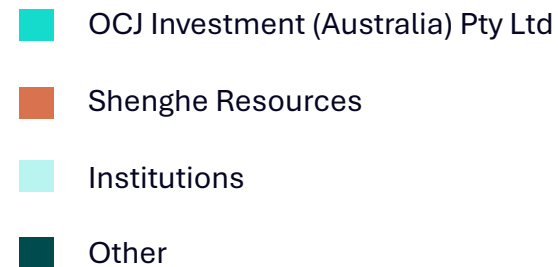 OCJ Investment (Australia) Pty Ltd
Shenghe Resources
Institutions
Other